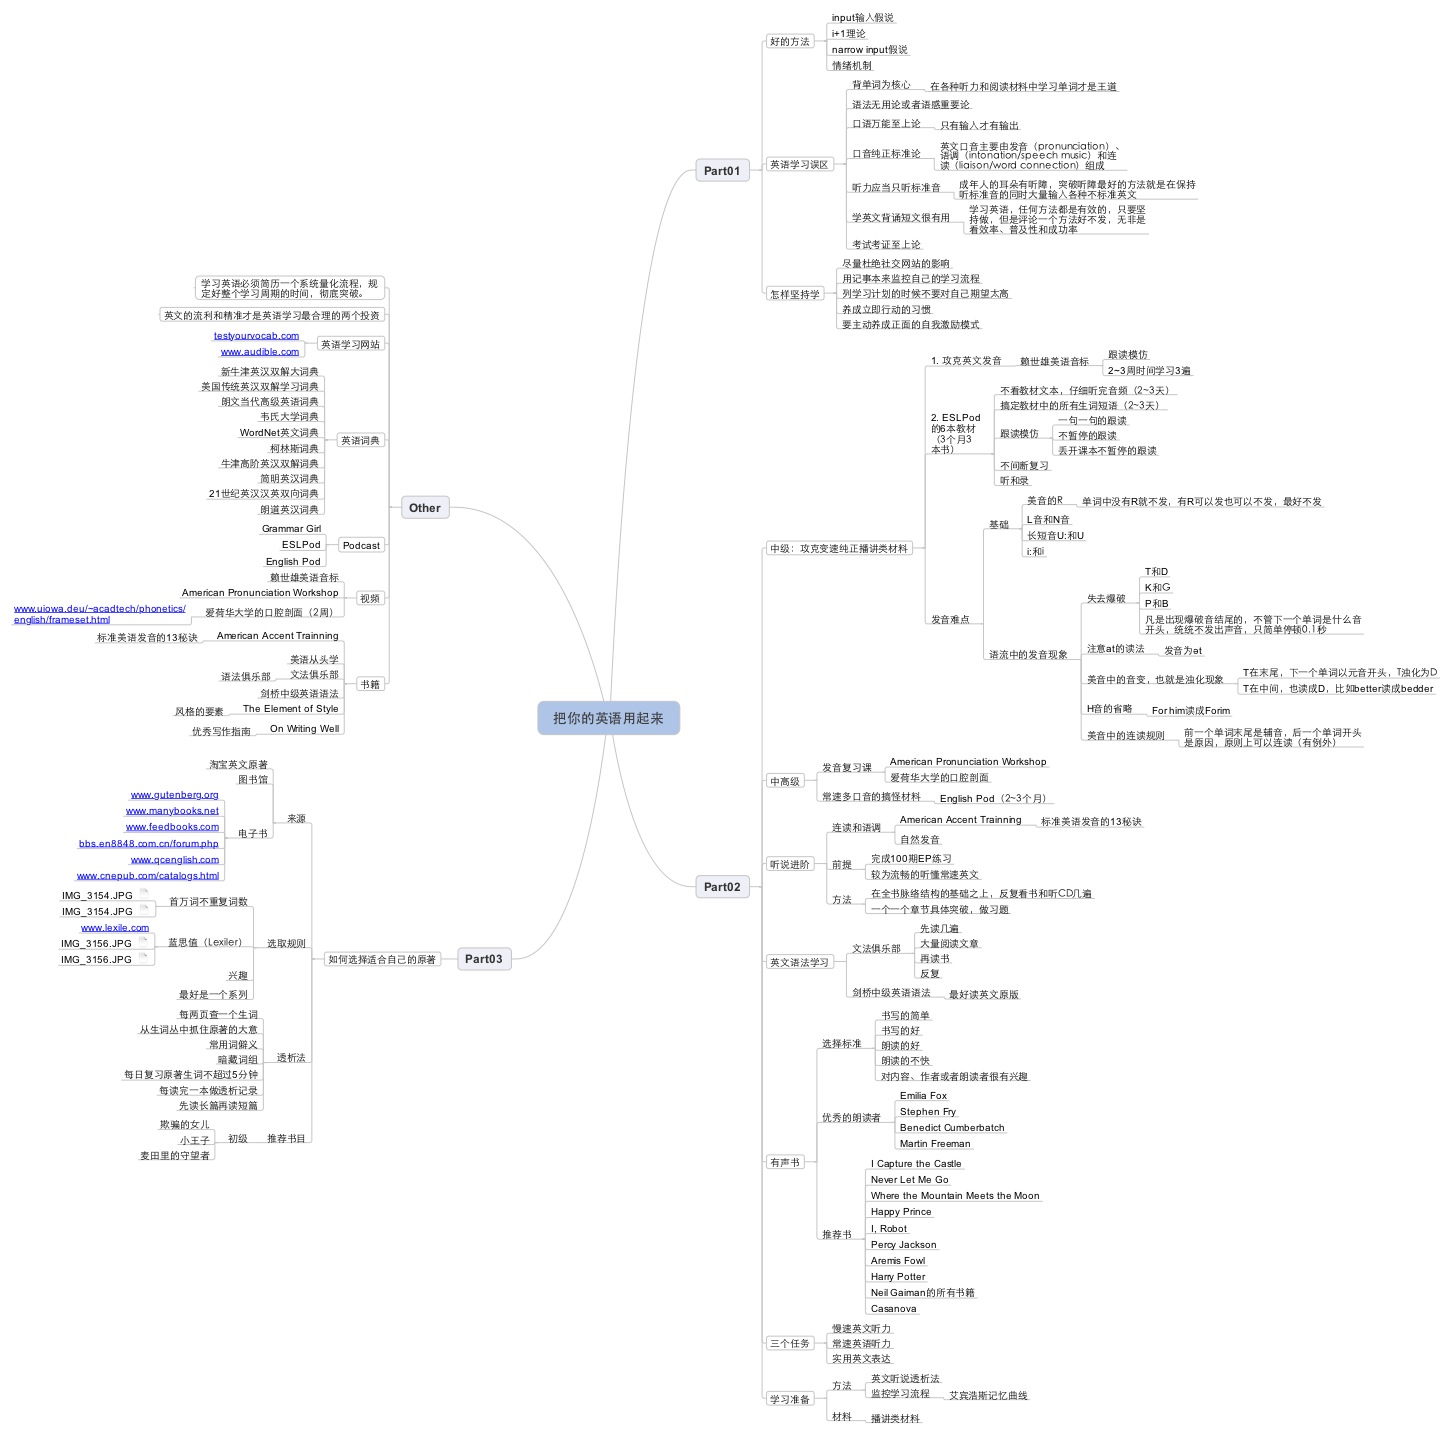 把你的英语用起来
Part01
好的方法
input输入假说
i+1理论
narrow input假说
情绪机制
英语学习误区
背单词为核心
在各种听力和阅读材料中学习单词才是王道
语法无用论或者语感重要论
口语万能至上论
只有输入才有输出
口音纯正标准论
英文口音主要由发音（pronunciation）、
语调（intonation/speech music）和连
读（liaison/word connection）组成
听力应当只听标准音
成年人的耳朵有听障，突破听障最好的方法就是在保持
听标准音的同时大量输入各种不标准英文
学英文背诵短文很有用
学习英语，任何方法都是有效的，只要坚
持做，但是评论一个方法好不发，无非是
看效率、普及性和成功率
考试考证至上论
怎样坚持学
尽量杜绝社交网站的影响
用记事本来监控自己的学习流程
列学习计划的时候不要对自己期望太高
养成立即行动的习惯
要主动养成正面的自我激励模式
Part02
中级：攻克变速纯正播讲类材料
1. 攻克英文发音
赖世雄美语音标
跟读模仿
2~3周时间学习3遍
2. ESLPod
的6本教材
（3个月3
本书）
不看教材文本，仔细听完音频（2~3天）
搞定教材中的所有生词短语（2~3天）
跟读模仿
一句一句的跟读
不暂停的跟读
丢开课本不暂停的跟读
不间断复习
听和录
发音难点
基础
美音的R
单词中没有R就不发，有R可以发也可以不发，最好不发
L音和N音
长短音U:和U
i:和i
语流中的发音现象
失去爆破
T和D
K和G
P和B
凡是出现爆破音结尾的，不管下一个单词是什么音
开头，统统不发出声音，只简单停顿0.1秒
注意at的读法
发音为ət
美音中的音变，也就是浊化现象
T在末尾，下一个单词以元音开头，T浊化为D
T在中间，也读成D，比如better读成bedder
H音的省略
For him读成Forim
美音中的连读规则
前一个单词末尾是辅音，后一个单词开头
是原因，原则上可以连读（有例外）
中高级
发音复习课
American Pronunciation Workshop
爱荷华大学的口腔剖面
常速多口音的搞怪材料
English Pod（2~3个月）
听说进阶
连读和语调
American Accent Trainning
标准美语发音的13秘诀
自然发音
前提
完成100期EP练习
较为流畅的听懂常速英文
方法
在全书脉络结构的基础之上，反复看书和听CD几遍
一个一个章节具体突破，做习题
英文语法学习
文法俱乐部
先读几遍
大量阅读文章
再读书
反复
剑桥中级英语语法
最好读英文原版
有声书
选择标准
书写的简单
书写的好
朗读的好
朗读的不快
对内容、作者或者朗读者很有兴趣
优秀的朗读者
Emilia Fox
Stephen Fry
Benedict Cumberbatch
Martin Freeman
推荐书
I Capture the Castle
Never Let Me Go
Where the Mountain Meets the Moon
Happy Prince
I, Robot
Percy Jackson
Aremis Fowl
Harry Potter
Neil Gaiman的所有书籍
Casanova
三个任务
慢速英文听力
常速英语听力
实用英文表达
学习准备
方法
英文听说透析法
监控学习流程
艾宾浩斯记忆曲线
材料
播讲类材料
Part03
如何选择适合自己的原著
来源
淘宝英文原著
图书馆
电子书
www.gutenberg.org
www.manybooks.net
www.feedbooks.com
bbs.en8848.com.cn/forum.php
www.qcenglish.com
www.cnepub.com/catalogs.html
选取规则
首万词不重复词数
IMG_3154.JPG
IMG_3154.JPG
蓝思值（Lexiler）
www.lexile.com
IMG_3156.JPG
IMG_3156.JPG
兴趣
最好是一个系列
透析法
每两页查一个生词
从生词丛中抓住原著的大意
常用词僻义
暗藏词组
每日复习原著生词不超过5分钟
每读完一本做透析记录
先读长篇再读短篇
推荐书目
初级
欺骗的女儿
小王子
麦田里的守望者
Other
学习英语必须简历一个系统量化流程，规
定好整个学习周期的时间，彻底突破。
英文的流利和精准才是英语学习最合理的两个投资
英语学习网站
testyourvocab.com
www.audible.com
英语词典
新牛津英汉双解大词典
美国传统英汉双解学习词典
朗文当代高级英语词典
韦氏大学词典
WordNet英文词典
柯林斯词典
牛津高阶英汉双解词典
简明英汉词典
21世纪英汉汉英双向词典
朗道英汉词典
Podcast
Grammar Girl
ESLPod
English Pod
视频
赖世雄美语音标
American Pronunciation Workshop
爱荷华大学的口腔剖面（2周）
www.uiowa.deu/~acadtech/phonetics/
english/frameset.html
书籍
American Accent Trainning
标准美语发音的13秘诀
美语从头学
文法俱乐部
语法俱乐部
剑桥中级英语语法
The Element of Style
风格的要素
On Writing Well
优秀写作指南